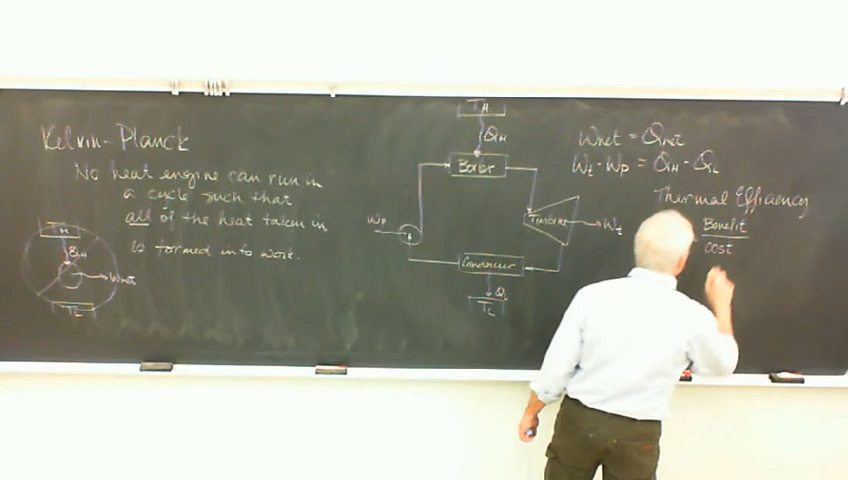 Kelvin-Planck
No heat engine can run in
a cycle such that
all of the heat taken in
is formed into work.
H
QH
Wnet
TL
TH
QH
Boiler
Wp
Turbine
Wt
Condenser
QL
TL
Wnet = Qnet
Wt - Wp = QH - QL
Thermal Efficiency
Benefit
cost